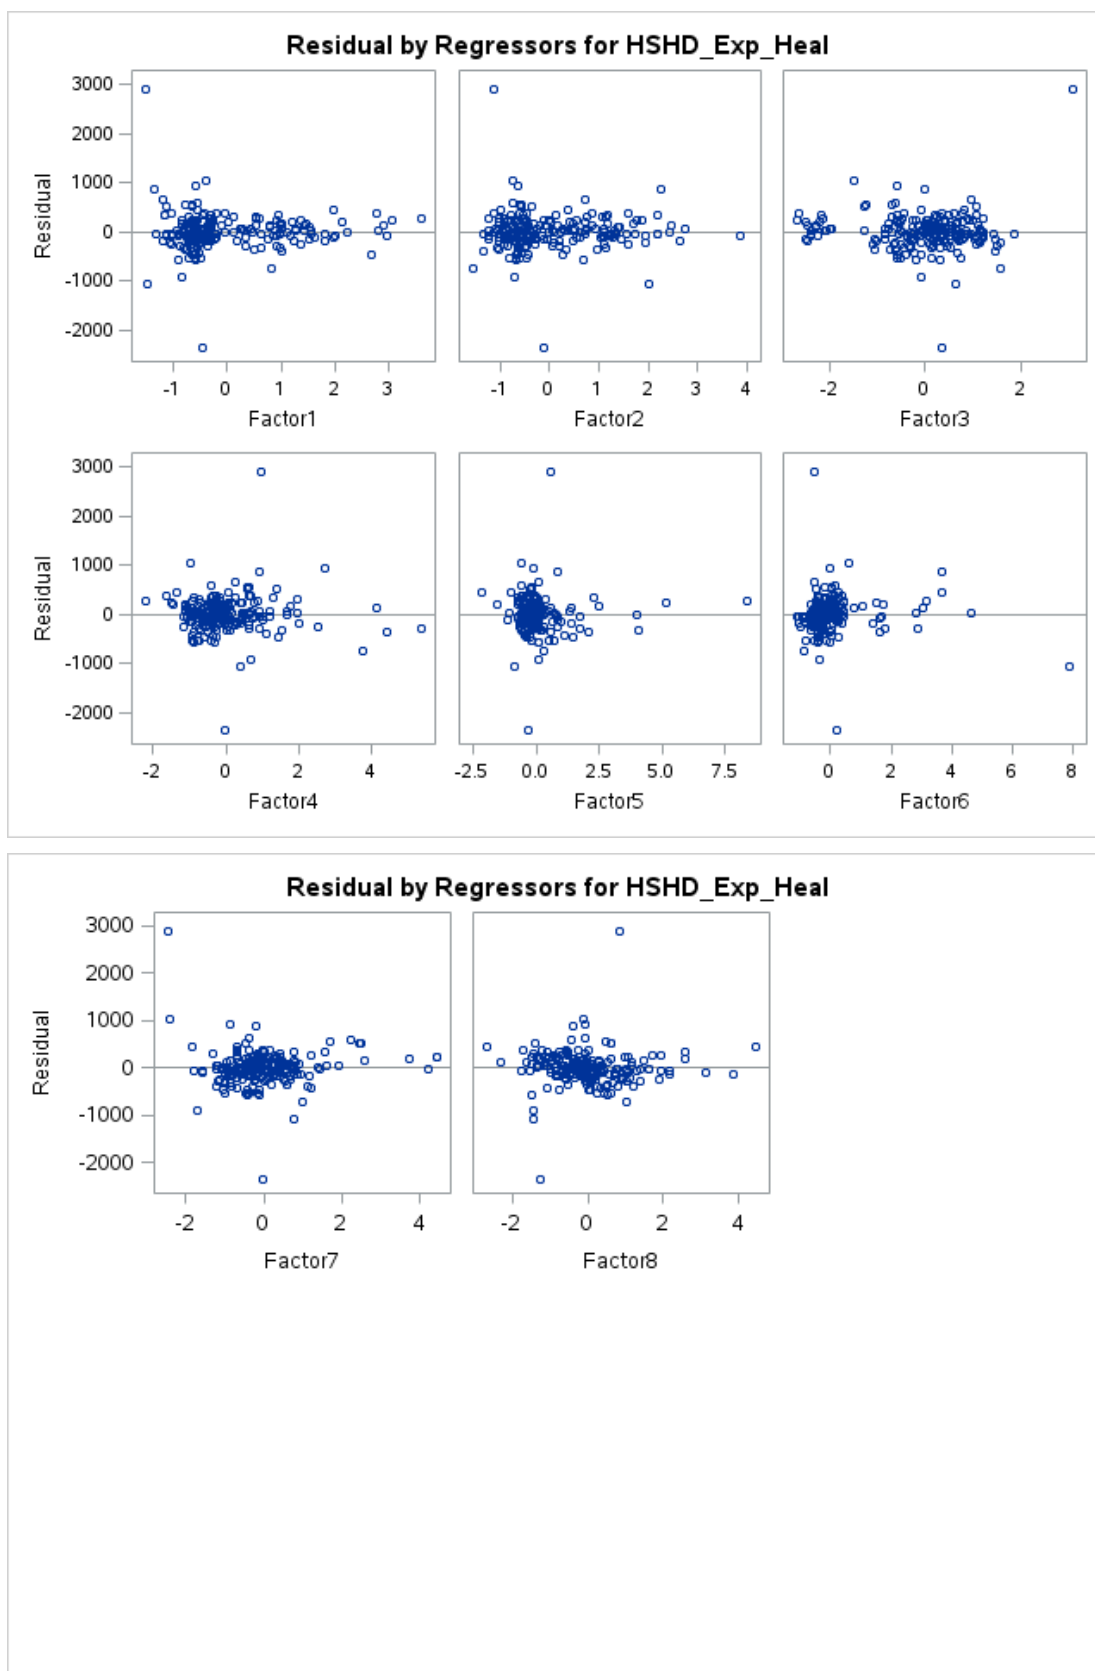 Residual by Regressors for HSHD_Exp_Heal
3000
2000
1000
0
-1000
-2000
Residual
-1 0 1 2 3
Factor1
-1 0 1 2 3 4
Factor2
-2 0 2
Factor3
3000
2000
1000
0
-1000
-2000
Residual
-2 0 2 4
Factor4
-2.5 0.0 2.5 5.0 7.5
Factor5
0 2 4 6 8
Factor6
Residual by Regressors for HSHD_Exp_Heal
3000
2000
1000
0
-1000
-2000
Residual
-2 0 2 4
Factor7
-2 0 2 4
Factor8